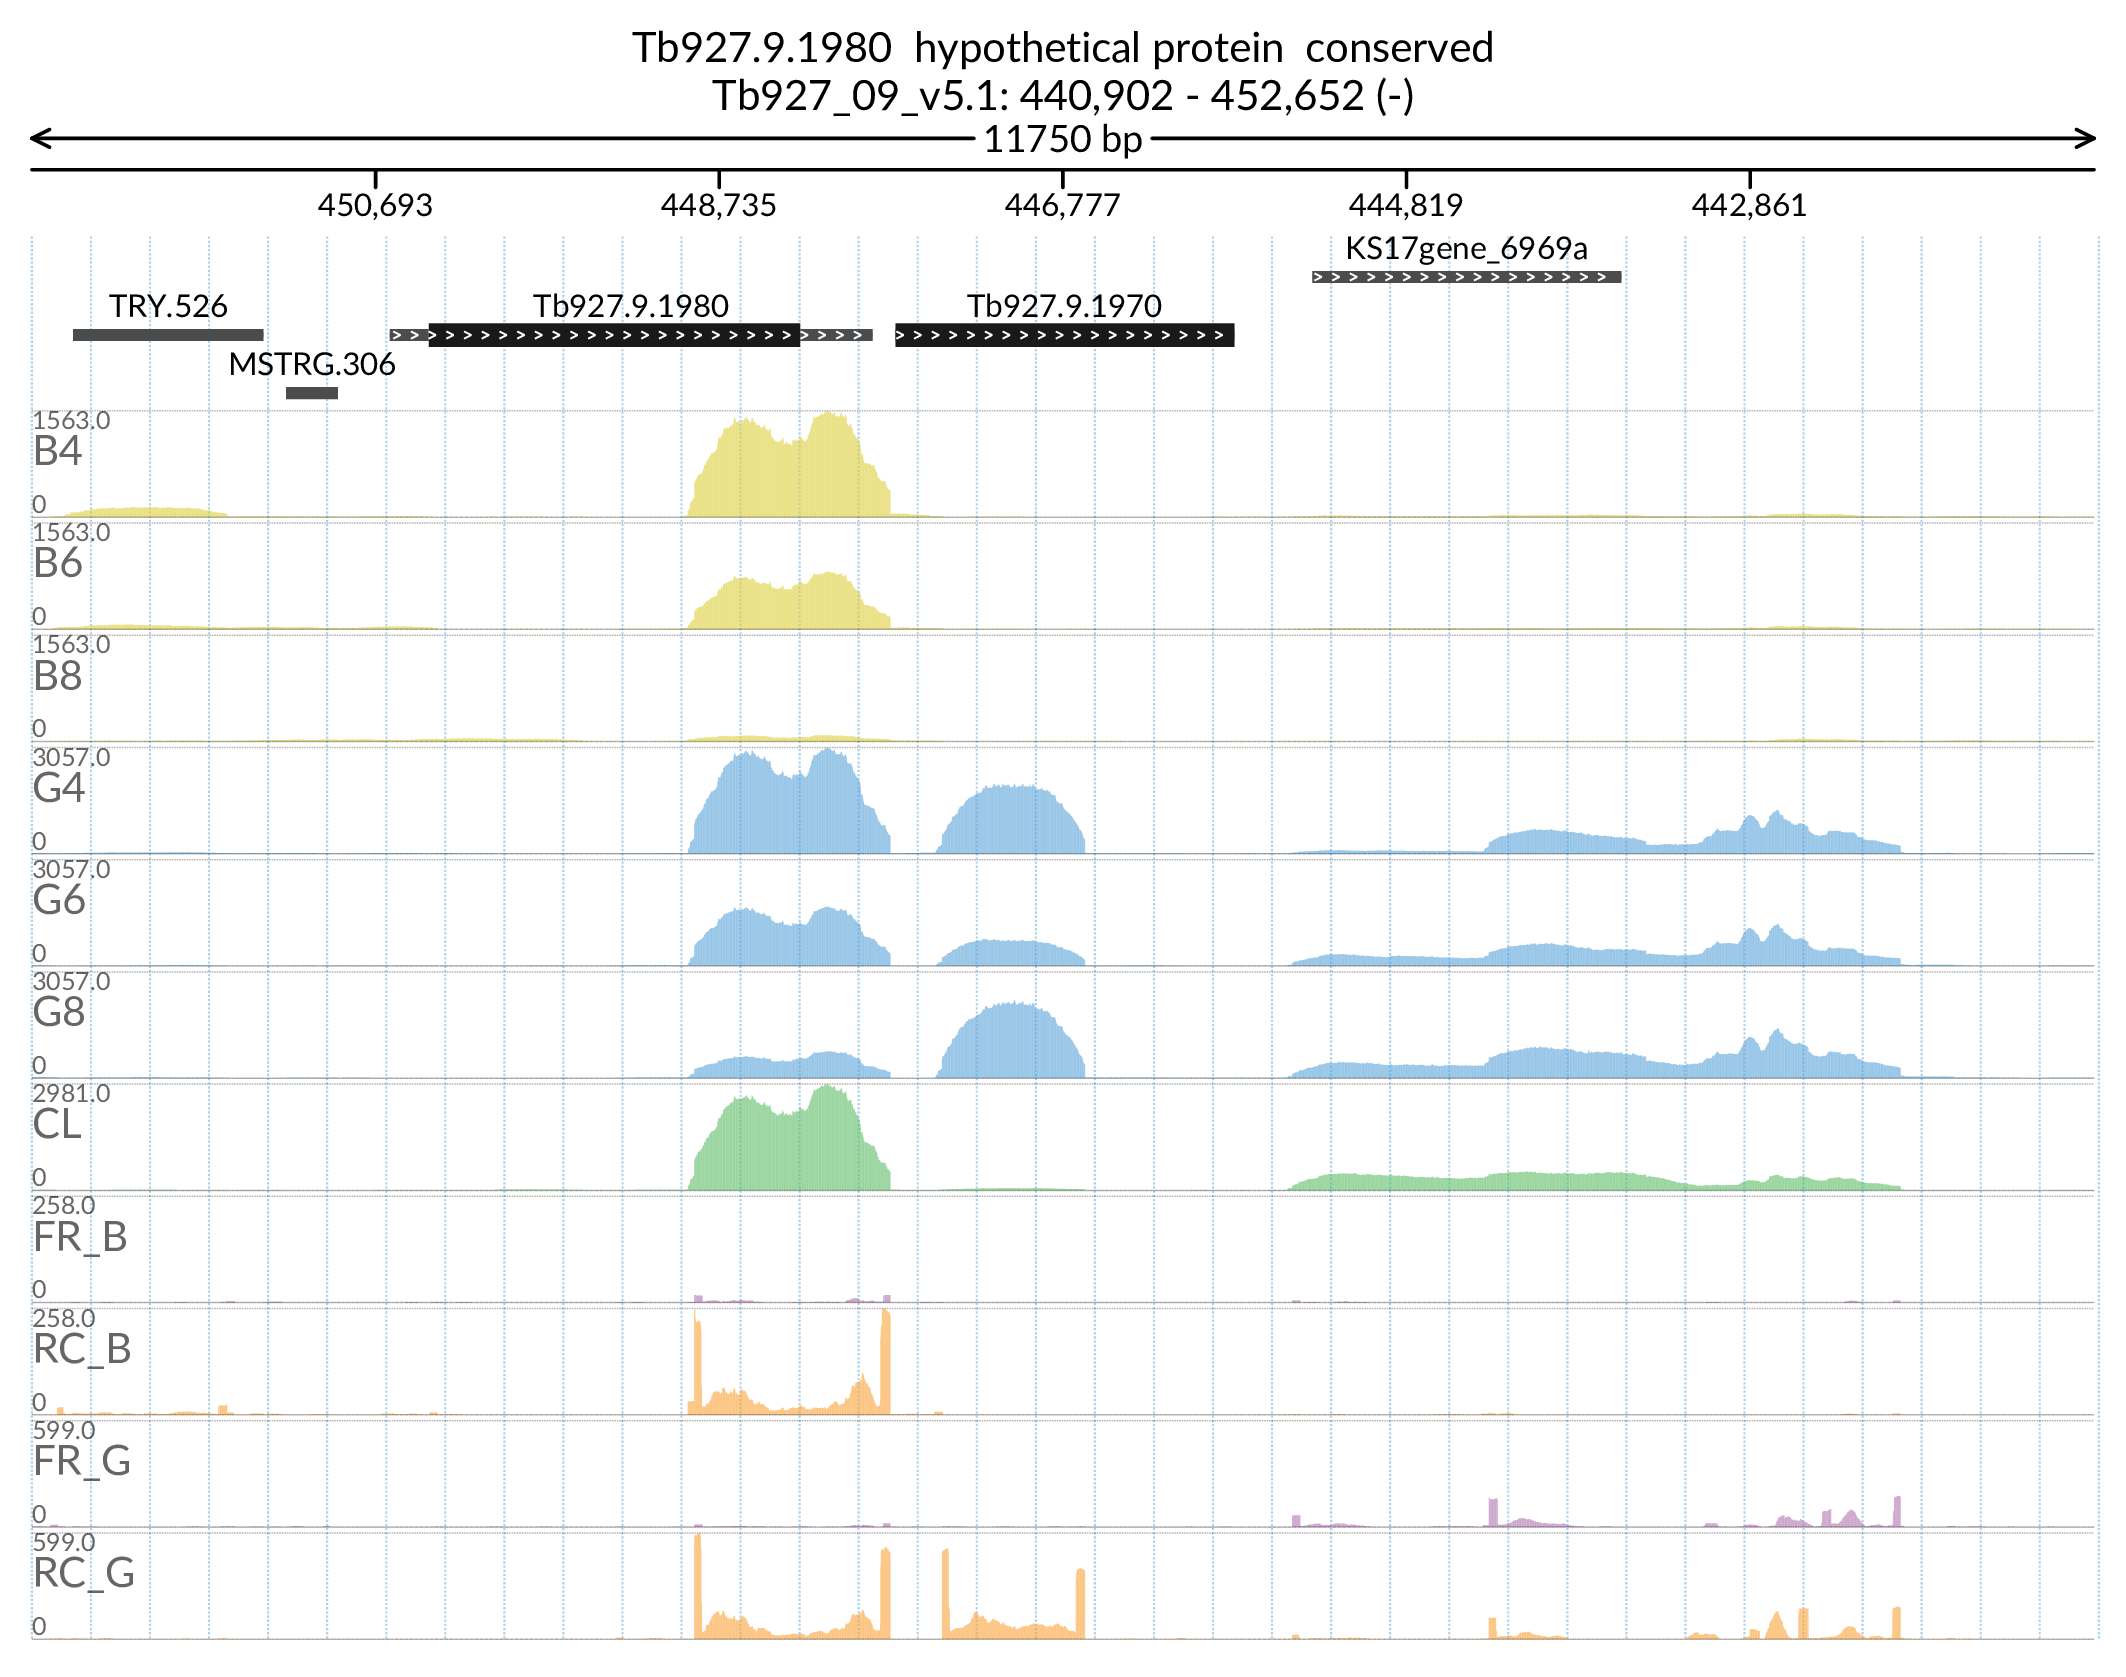 Tb927.9.1980  hypothetical protein  conserved
Tb927_09_v5.1: 440,902 - 452,652 (-)
11750 bp
450,693 448,735 446,777 444,819 442,861
KS17gene_6969a
TRY.526 Tb927.9.1980 Tb927.9.1970
MSTRG.306
1563.0
B4
0
1563.0
B6
0
1563.0
B8
0
3057.0
G4
0
3057.0
G6
0
3057.0
G8
0
2981.0
CL
0
258.0
FR_B
0
258.0
RC_B
0
599.0
FR_G
0
599.0
RC_G
0